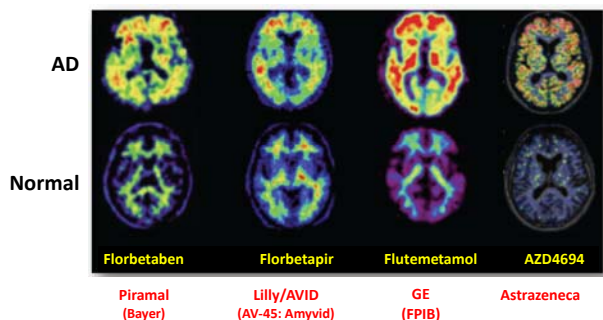 AD
Normal
Florbetaben Florbetapir Flutemetamol AZD4694
Piramal Lilly/AVID GE Astrazeneca
(Bayer) (AV-45: Amyvid) (FPIB)